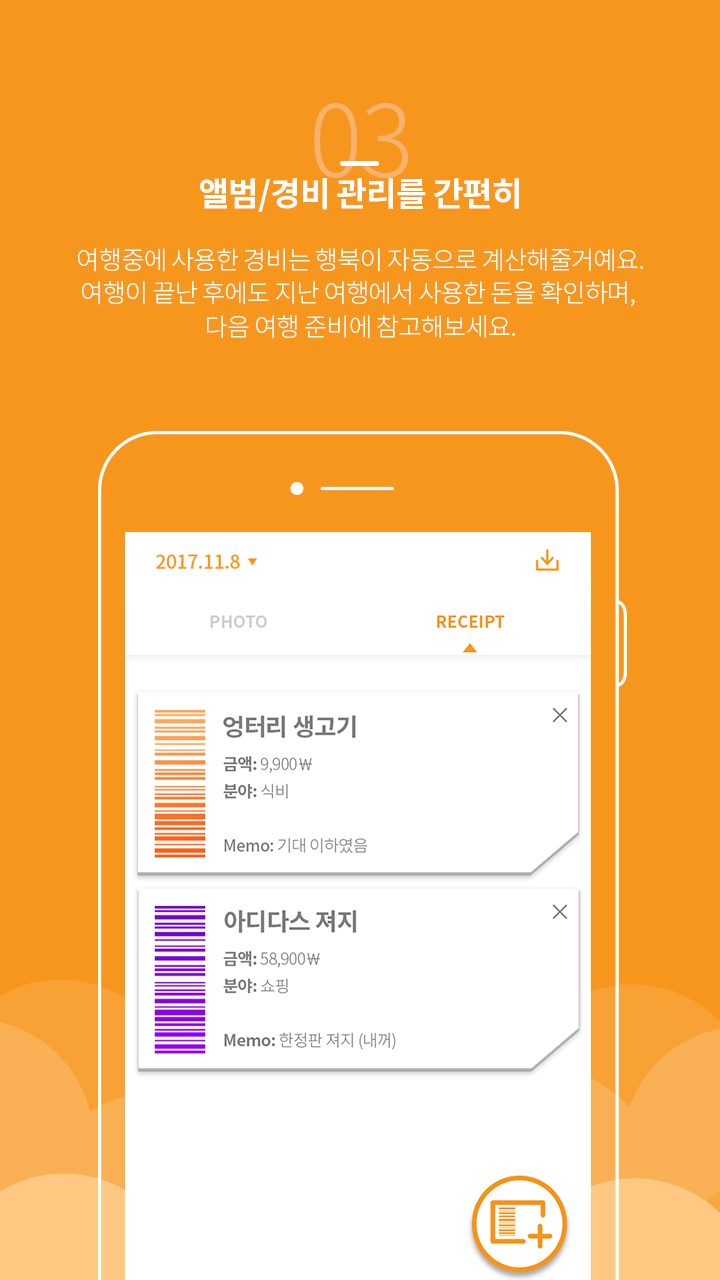 03
앨범/경비 관리를 간편히
여행중에 사용한 경비는 행북이 자동으로 계산해줄거예요.
여행이 끝난 후에도 지난 여행에서 사용한 돈을 확인하며,
다음 여행 준비에 참고해보세요.
2017.11.8
PHOTO RECEIPT
엉터리 생고기
금액: 9,900₩
분야: 식비
Memo: 기대 이하였음
아디다스 져지
금액: 58,900₩
분야: 쇼핑
Memo: 한정판 져지 (내꺼)